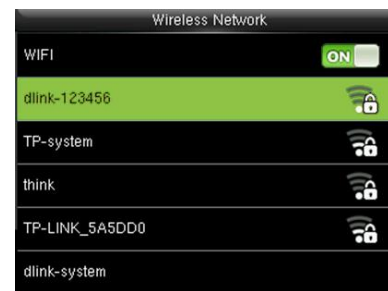 Wireless Network
WIFI
ON
dlink-123456
TP-system
think
TP-LINK_5A5DD0
dlink-system